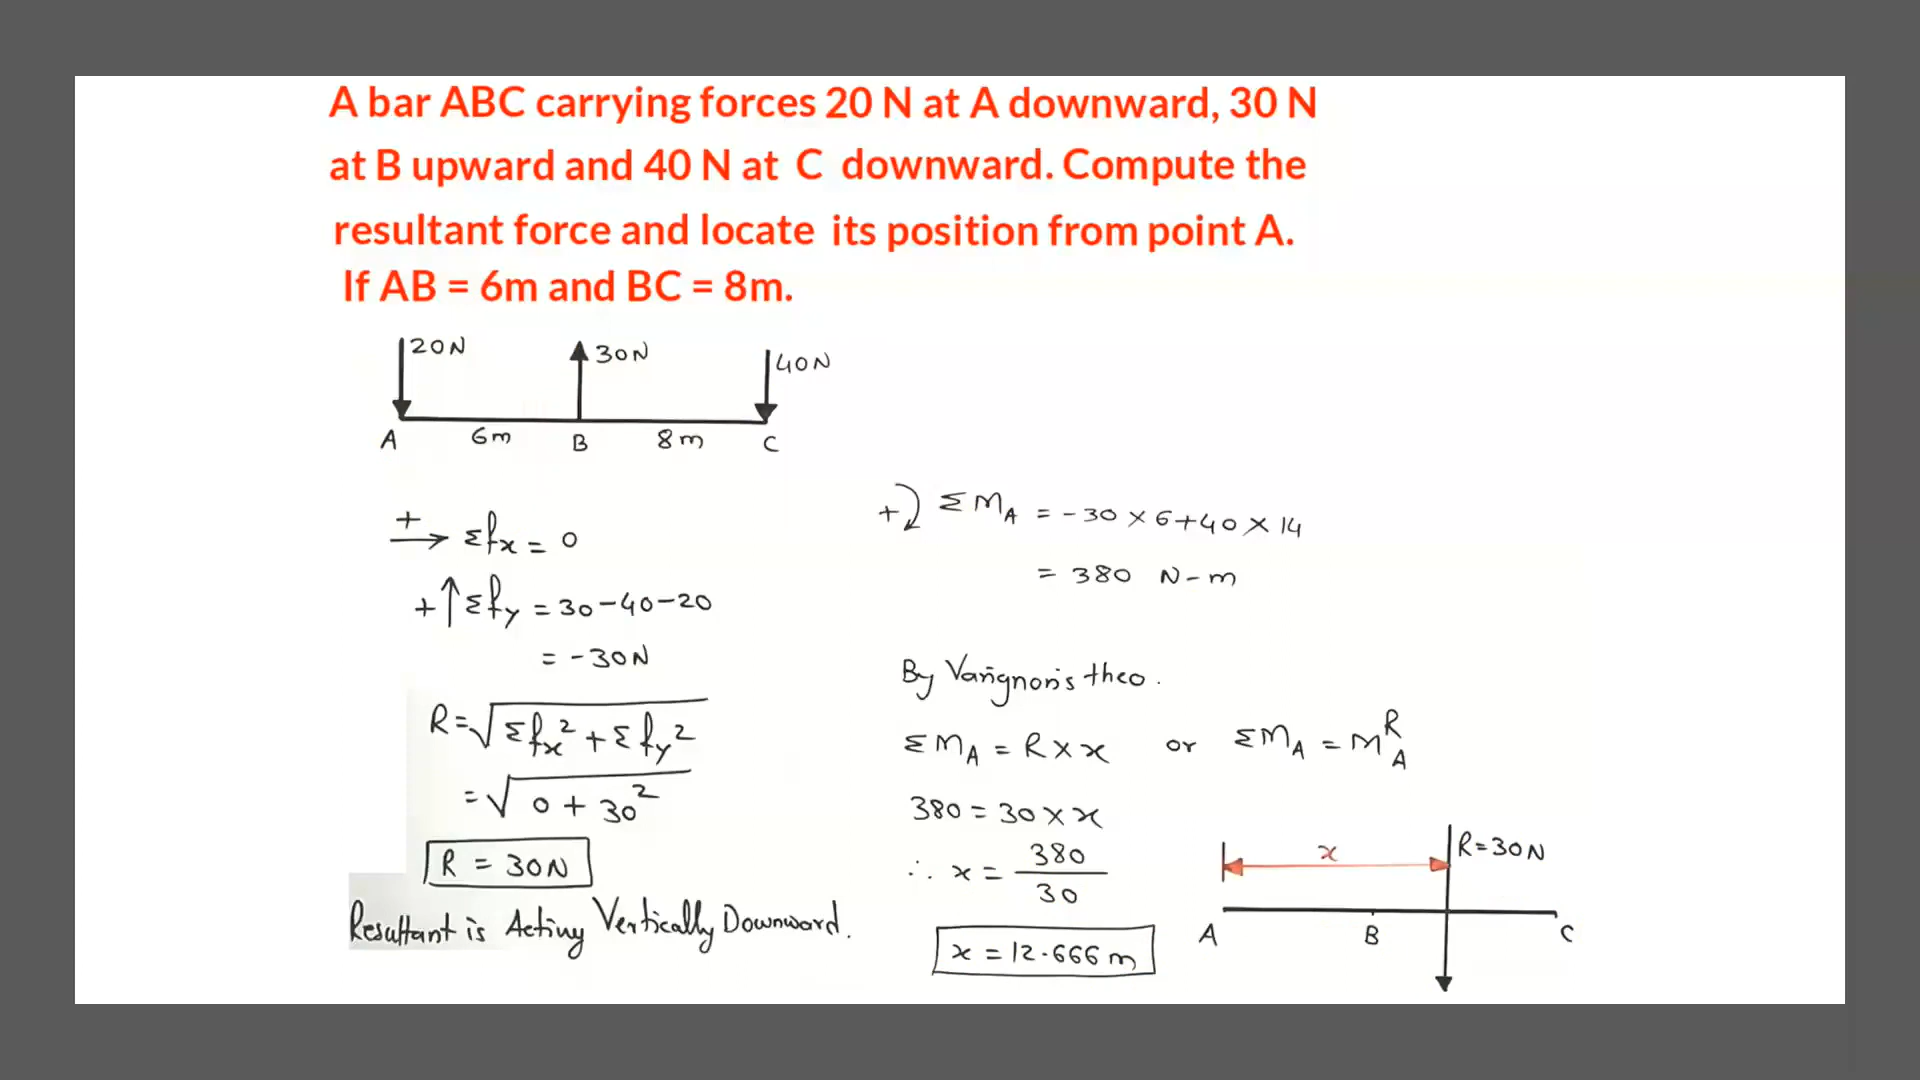 A bar ABC carrying forces 20 N at A downward, 30 N
at B upward and 40 N at C downward. Compute the
resultant force and locate its position from point A.
If AB = 6m and BC = 8m.
20N 30N 40N
A 6m B 8m C
+→ Σfx = 0
+↑Σfy = 30-40-20
= -30N
R=√Σfx²+Σfy²
=√0+30²
R = 30N
Resultant is Acting Vertically Downward.
+⤵ ΣMA = -30×6+40×14
= 380 N-m
By Varignon's theo.
ΣMA = R×x or ΣMA = M^R_A
380 = 30×x
∴ x = 380/30
x = 12.666 m
x R=30N
A B C